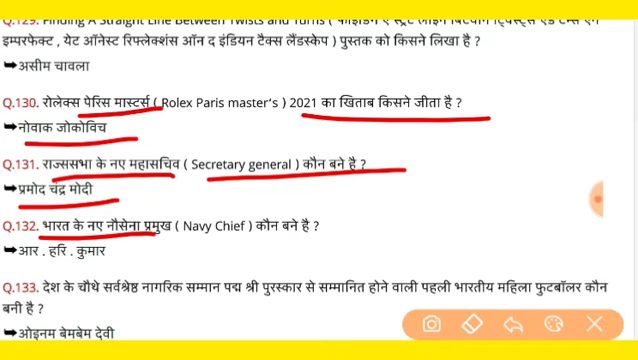 Q.129. Finding A Straight Line Between Twists and Turns ( फाइंडिंग ए स्ट्रेट लाइन बिटवीन ट्विस्ट्स एंड टर्न्स एन
इम्परफेक्ट , येट ऑनेस्ट रिफ्लेक्शंस ऑन द इंडियन टैक्स लैंडस्केप ) पुस्तक को किसने लिखा है ?
➥असीम चावला
Q.130. रोलेक्स पेरिस मास्टर्स ( Rolex Paris master's ) 2021 का खिताब किसने जीता है ?
➥नोवाक जोकोविच
Q.131. राज्ससभा के नए महासचिव ( Secretary general ) कौन बने है ?
➥प्रमोद चंद्र मोदी
Q.132. भारत के नए नौसेना प्रमुख ( Navy Chief ) कौन बने है ?
➥आर . हरि . कुमार
Q.133. देश के चौथे सर्वश्रेष्ठ नागरिक सम्मान पद्म श्री पुरस्कार से सम्मानित होने वाली पहली भारतीय महिला फुटबॉलर कौन
बनी है ?
➥ओइनम बेमबेम देवी